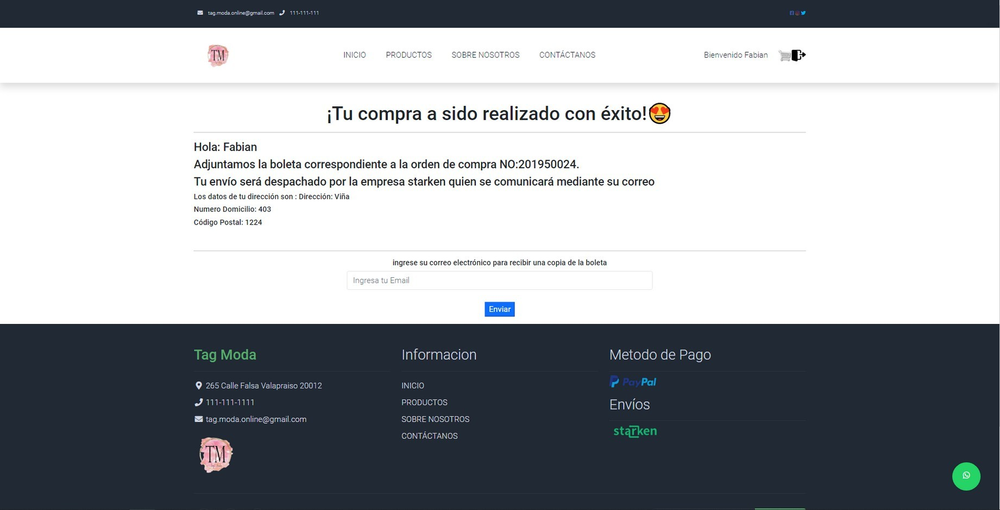 tag.moda.online@gmail.com 111-111-111
TM
INICIO PRODUCTOS SOBRE NOSOTROS CONTÁCTANOS Bienvenido Fabian
¡Tu compra a sido realizado con éxito!😍
Hola: Fabian
Adjuntamos la boleta correspondiente a la orden de compra NO:201950024.
Tu envío será despachado por la empresa starken quien se comunicará mediante su correo
Los datos de tu dirección son : Dirección: Viña
Numero Domicilio: 403
Código Postal: 1224
ingrese su correo electrónico para recibir una copia de la boleta
Ingresa tu Email
Enviar
Tag Moda
265 Calle Falsa Valapraiso 20012
111-111-1111
tag.moda.online@gmail.com
TM
Informacion
INICIO
PRODUCTOS
SOBRE NOSOTROS
CONTÁCTANOS
Metodo de Pago
PayPal
Envíos
starken